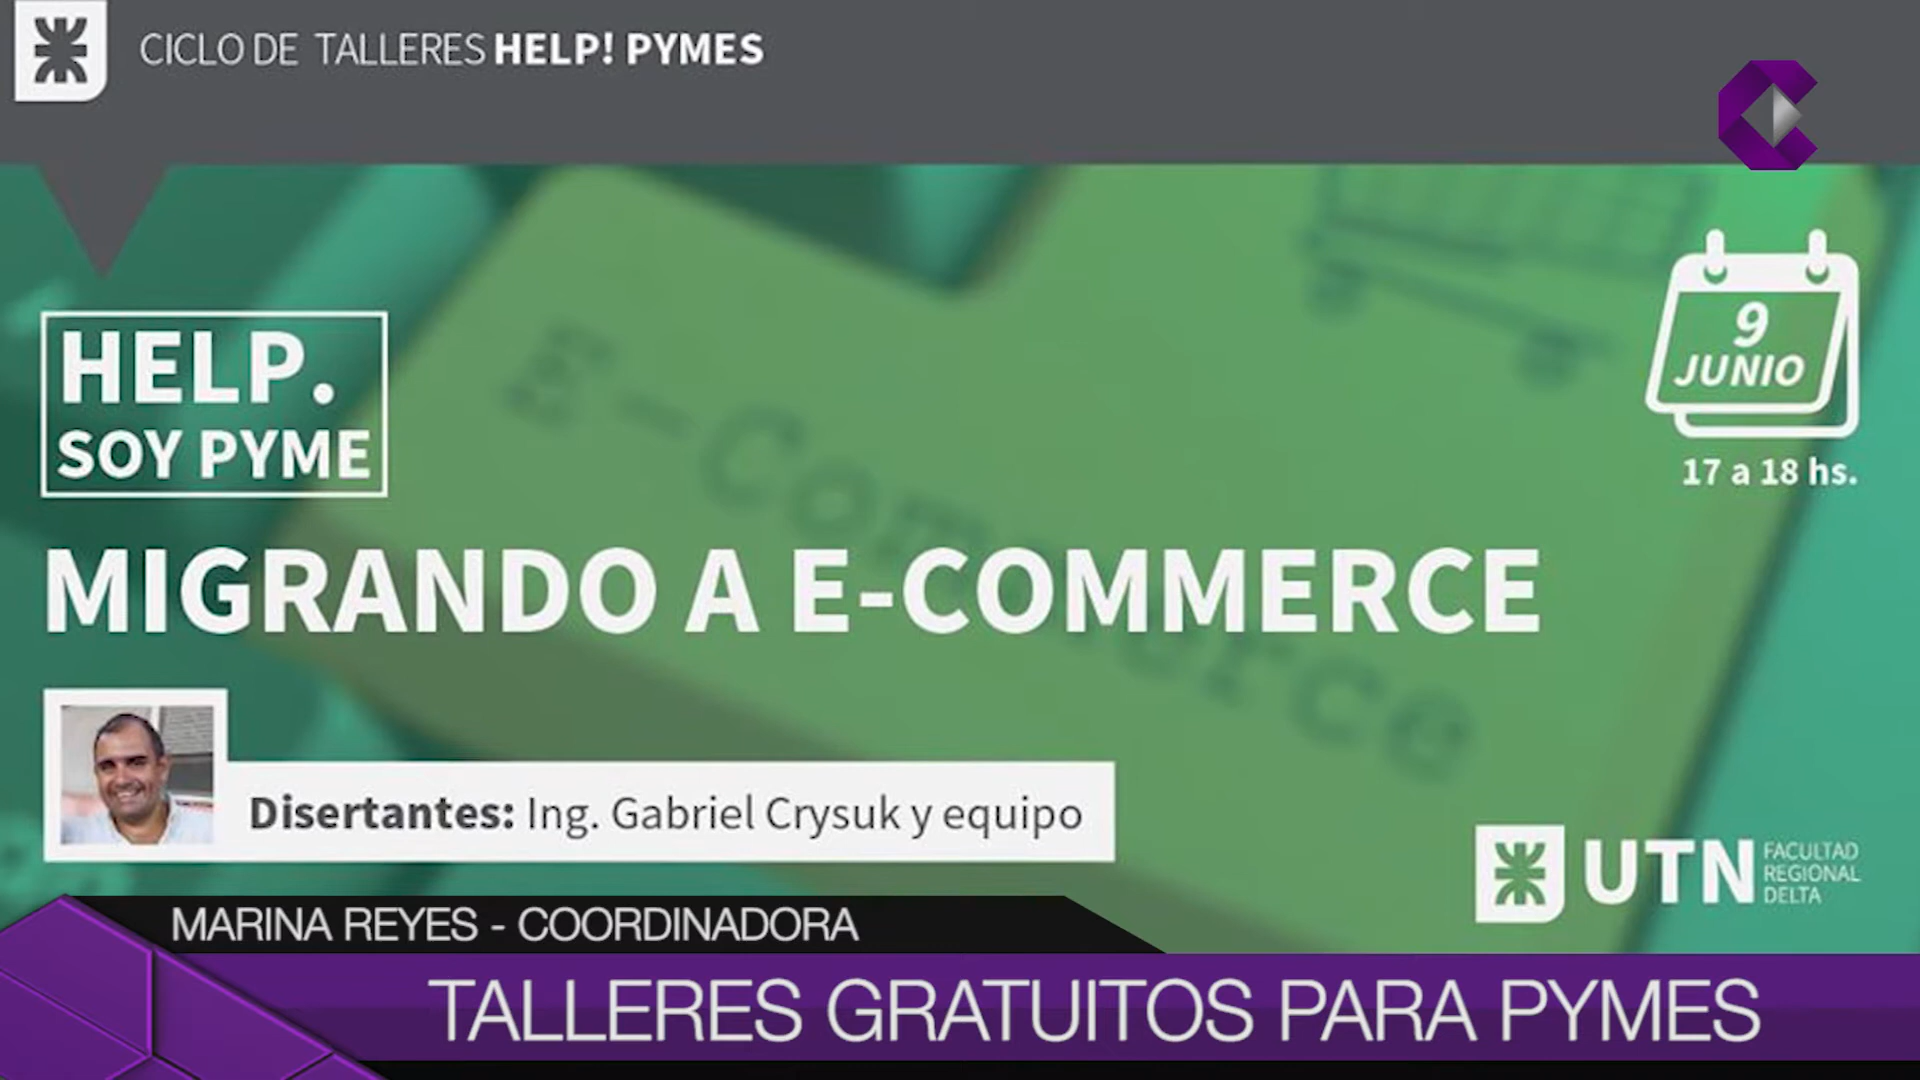 CICLO DE TALLERES HELP! PYMES
HELP.
SOY PYME
9
JUNIO
17 a 18 hs.
E-Commerce
MIGRANDO A E-COMMERCE
Disertantes: Ing. Gabriel Crysuk y equipo
UTN
FACULTAD
REGIONAL
DELTA
MARINA REYES - COORDINADORA
TALLERES GRATUITOS PARA PYMES